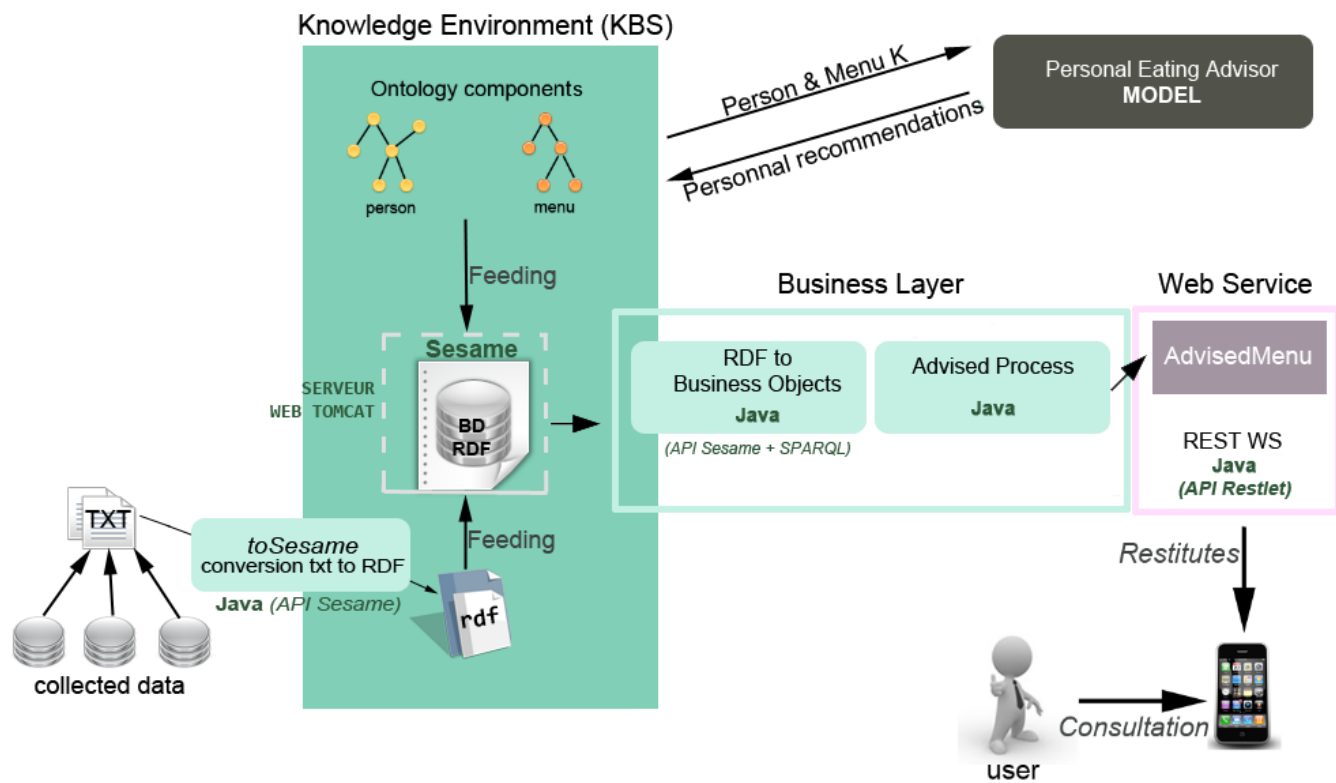 Knowledge Environment (KBS)
Ontology components
person
menu
Feeding
Person & Menu K
Personnal recommendations
Personal Eating Advisor
MODEL
Sesame
SERVEUR
WEB TOMCAT
BD
RDF
Feeding
rdf
TXT
toSesame
conversion txt to RDF
Java (API Sesame)
collected data
Business Layer
RDF to
Business Objects
Java
(API Sesame + SPARQL)
Advised Process
Java
Web Service
AdvisedMenu
REST WS
Java
(API Restlet)
Restitutes
Consultation
user